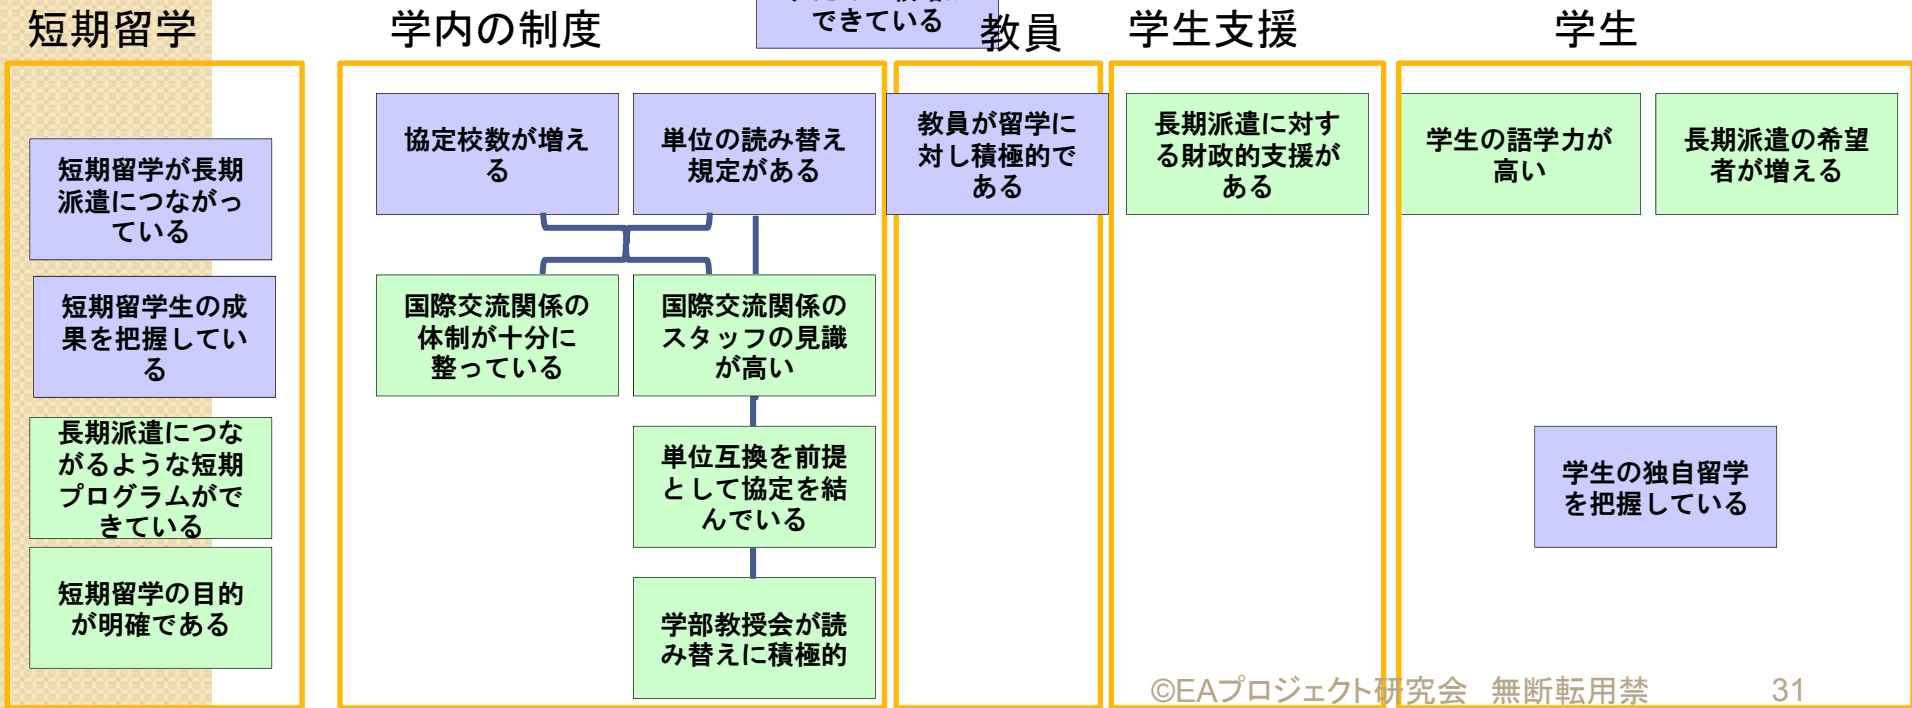 できている
短期留学
学内の制度
教員
学生支援
学生
短期留学が長期
派遣につながっ
ている
短期留学生の成
果を把握してい
る
長期派遣につな
がるような短期
プログラムがで
きている
短期留学の目的
が明確である
協定校数が増え
る
単位の読み替え
規定がある
国際交流関係の
体制が十分に
整っている
国際交流関係の
スタッフの見識
が高い
単位互換を前提
として協定を結
んでいる
学部教授会が読
み替えに積極的
教員が留学に
対し積極的で
ある
長期派遣に対す
る財政的支援が
ある
学生の語学力が
高い
長期派遣の希望
者が増える
学生の独自留学
を把握している
©EAプロジェクト研究会 無断転用禁
31